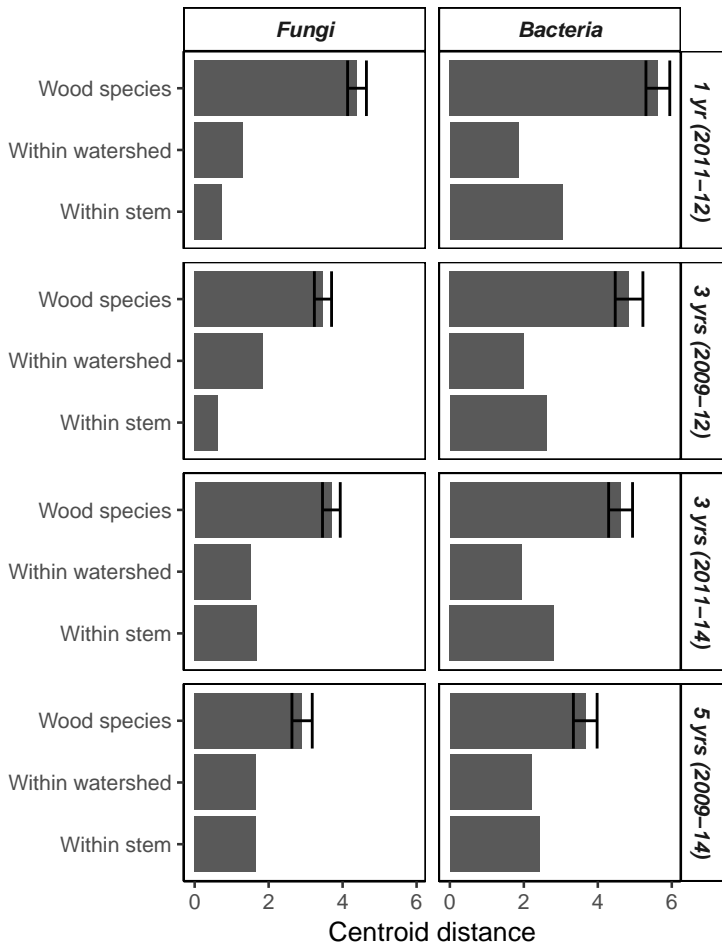 Fungi
Bacteria
Wood species
Within watershed
Within stem
1 yr (2011–12)
Wood species
Within watershed
Within stem
3 yrs (2009–12)
Wood species
Within watershed
Within stem
3 yrs (2011–14)
Wood species
Within watershed
Within stem
5 yrs (2009–14)
0 2 4 6 0 2 4 6
Centroid distance